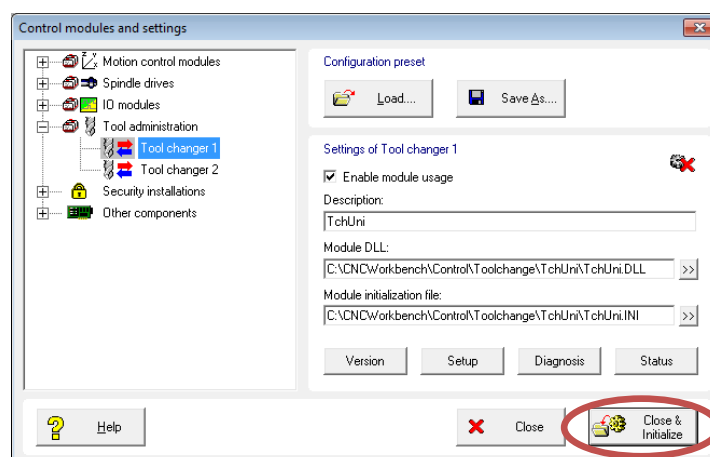 Control modules and settings
Motion control modules
Spindle drives
IO modules
Tool administration
Tool changer 1
Tool changer 2
Security installations
Other components
Configuration preset
Load....
Save As....
Settings of Tool changer 1
Enable module usage
Description:
TchUni
Module DLL:
C:\CNCWorkbench\Control\Toolchange\TchUni\TchUni.DLL
>>
Module initialization file:
C:\CNCWorkbench\Control\Toolchange\TchUni\TchUni.INI
>>
Version
Setup
Diagnosis
Status
Help
Close
Close &
Initialize